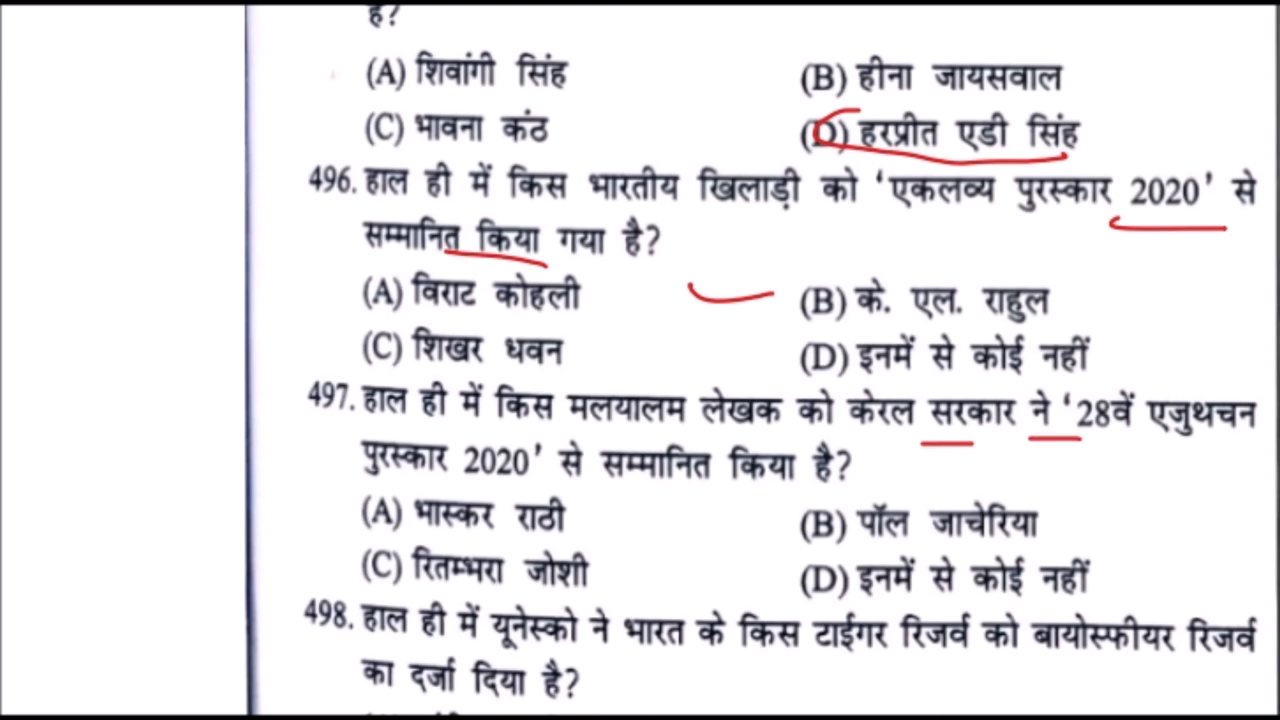 है?
(A) शिवांगी सिंह (B) हीना जायसवाल
(C) भावना कंठ (D) हरप्रीत एडी सिंह
496. हाल ही में किस भारतीय खिलाड़ी को ‘एकलव्य पुरस्कार 2020’ से
सम्मानित किया गया है?
(A) विराट कोहली (B) के. एल. राहुल
(C) शिखर धवन (D) इनमें से कोई नहीं
497. हाल ही में किस मलयालम लेखक को केरल सरकार ने ‘28वें एजुथचन
पुरस्कार 2020’ से सम्मानित किया है?
(A) भास्कर राठी (B) पॉल जाचेरिया
(C) रितम्भरा जोशी (D) इनमें से कोई नहीं
498. हाल ही में यूनेस्को ने भारत के किस टाईगर रिजर्व को बायोस्फीयर रिजर्व
का दर्जा दिया है?